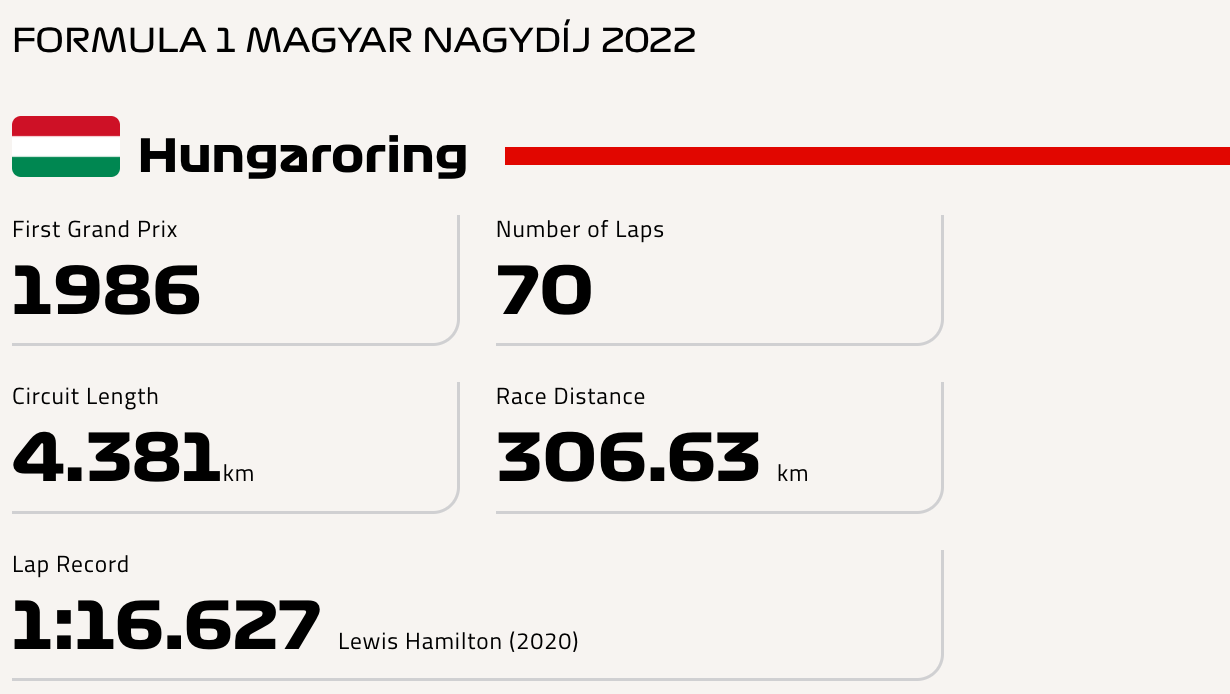 FORMULA 1 MAGYAR NAGYDÍJ 2022
Hungaroring
First Grand Prix
1986
Number of Laps
70
Circuit Length
4.381km
Race Distance
306.63 km
Lap Record
1:16.627 Lewis Hamilton (2020)